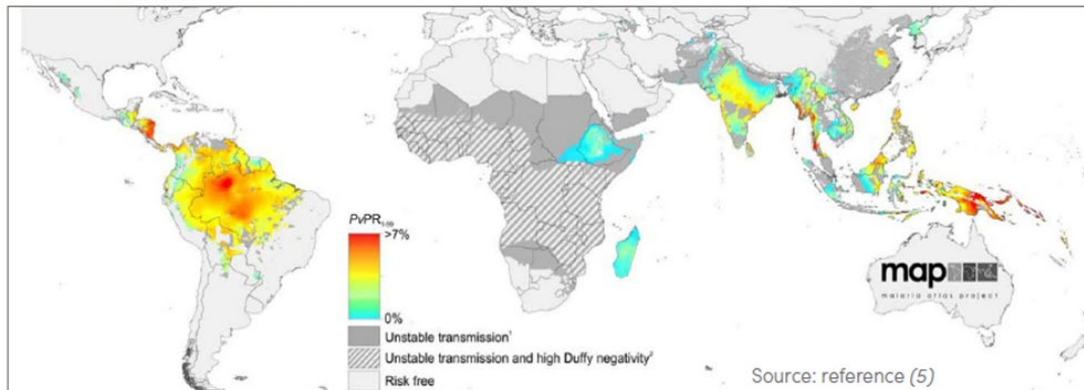 PvPR1-99
>7%
0%
Unstable transmission1
Unstable transmission and high Duffy negativity2
Risk free
map
malaria atlas project
Source: reference (5)